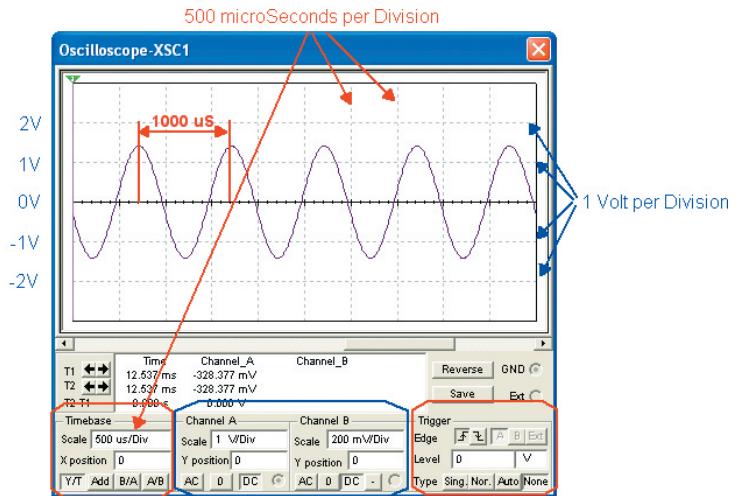 500 microSeconds per Division
Oscilloscope-XSC1
1000 uS
2V
1V
0V
-1V
-2V
1 Volt per Division
Time Channel_A Channel_B
T1 12.537 ms -328.377 mV
T2 12.537 ms -328.377 mV
T2-T1 0.000 s 0.000 V
Reverse GND
Save Ext
Timebase
Scale 500 us/Div
X position 0
Y/T Add B/A A/B
Channel A
Scale 1 V/Div
Y position 0
AC 0 DC
Channel B
Scale 200 mV/Div
Y position 0
AC 0 DC -
Trigger
Edge A B Ext
Level 0 V
Type Sing. Nor. Auto None